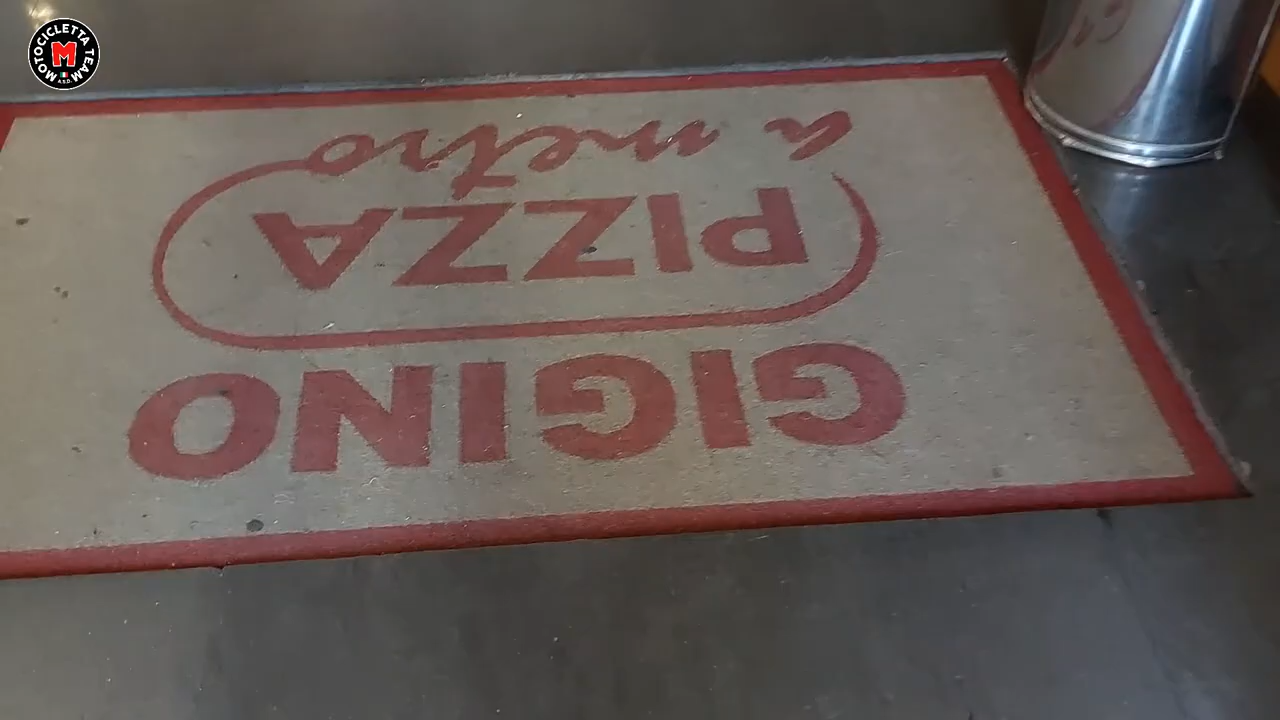 MOTOCICLETTA TEAM
M
A.S.D.
GIGINO
PIZZA
a metro